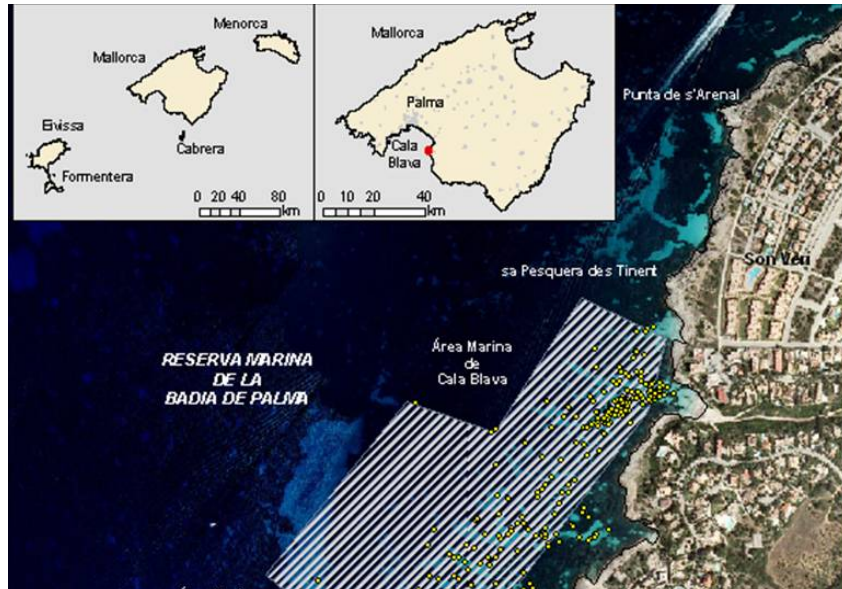 Menorca
Mallorca
Eivissa
Cabrera
Formentera
0 20 40 80
km
Mallorca
Palma
Cala
Blava
0 10 20 40
km
Punta de s'Arenal
Son Verí
sa Pesquera des Tinent
Área Marina
de
Cala Blava
RESERVA MARINA
DE LA
BADIA DE PALMA